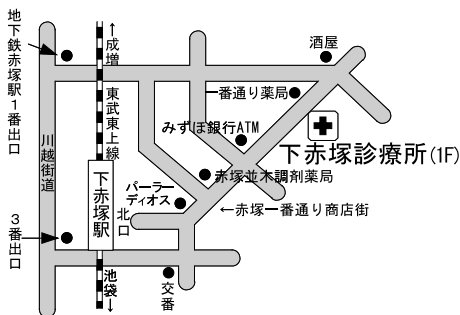 地下鉄赤塚駅1番出口
↑成増
酒屋
一番通り薬局
東武東上線
みずほ銀行ATM
川越街道
下赤塚診療所(1F)
赤塚並木調剤薬局
下赤塚駅
パーラー
ディオス
北口
←赤塚一番通り商店街
3番出口
池袋↓
交番